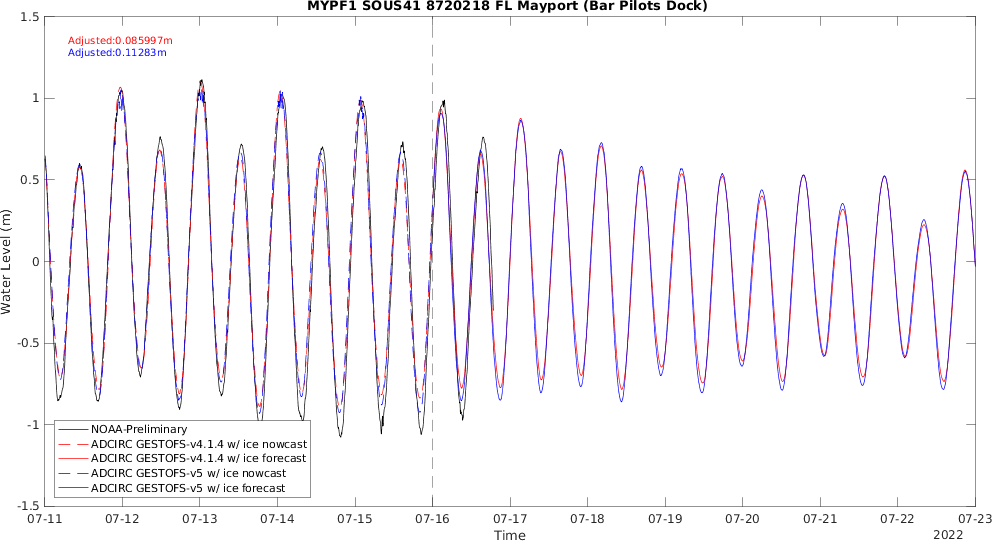 MYPF1 SOUS41 8720218 FL Mayport (Bar Pilots Dock)
1.5
Adjusted:0.085997m
Adjusted:0.11283m
1
0.5
0
-0.5
-1
-1.5
Water Level (m)
NOAA-Preliminary
ADCIRC GESTOFS-v4.1.4 w/ ice nowcast
ADCIRC GESTOFS-v4.1.4 w/ ice forecast
ADCIRC GESTOFS-v5 w/ ice nowcast
ADCIRC GESTOFS-v5 w/ ice forecast
07-11 07-12 07-13 07-14 07-15 07-16 07-17 07-18 07-19 07-20 07-21 07-22 07-23
Time
2022